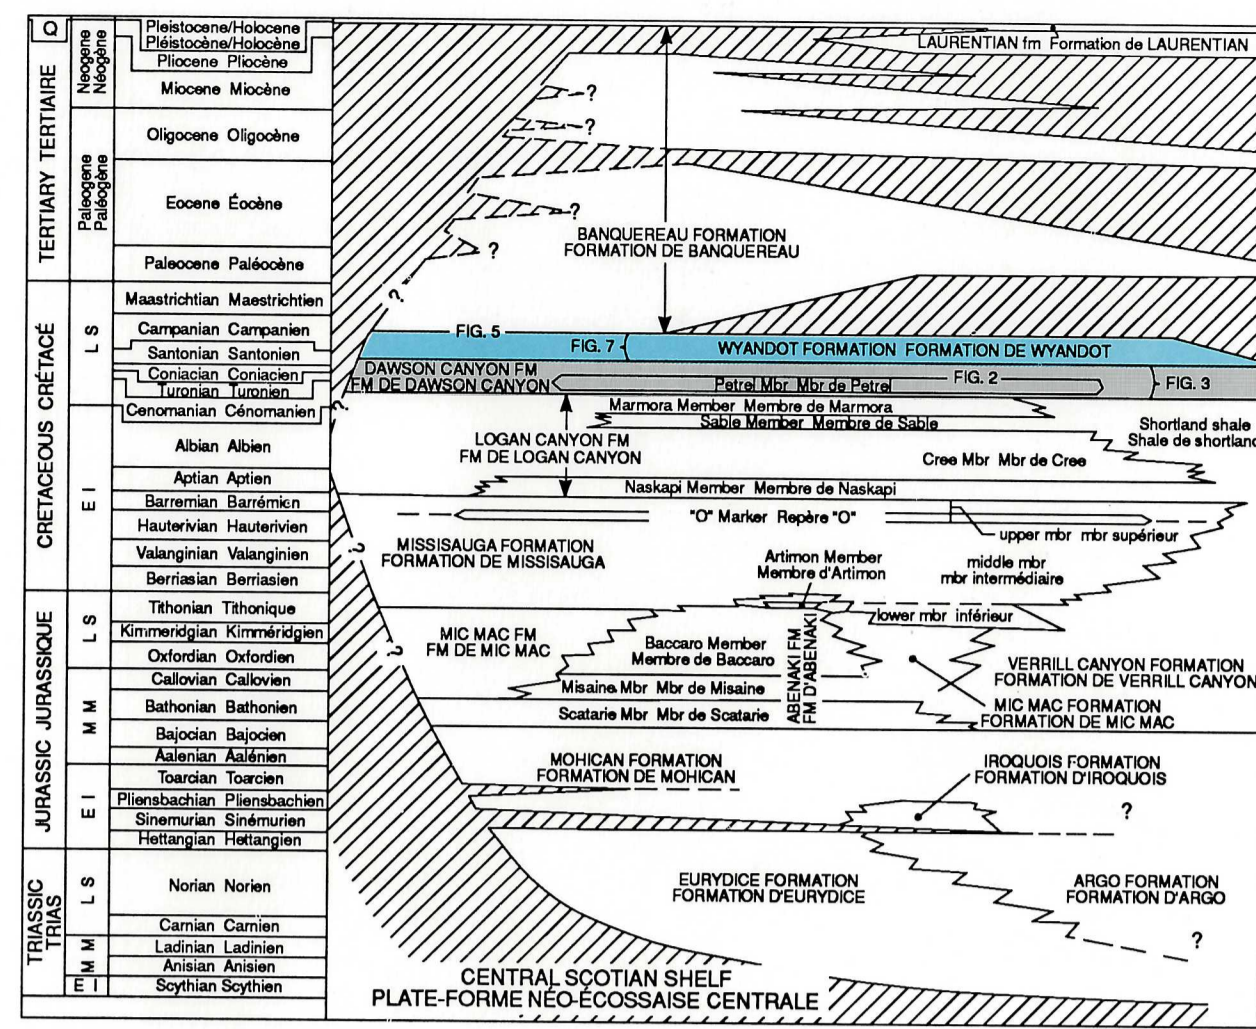 Q
Pleistocene/Holocene
Pléistocène/Holocène
Pliocene Pliocène
Miocene Miocène
Oligocene Oligocène
Eocene Éocène
Paleocene Paléocène
Maastrichtian Maestrichtien
Campanian Campanien
Santonian Santonien
Coniacian Coniacien
Turonian Turonien
Cenomanian Cénomanien
Albian Albien
Aptian Aptien
Barremian Barrémien
Hauterivian Hauterivien
Valanginian Valanginien
Berriasian Berriasien
Tithonian Tithonique
Kimmeridgian Kimméridgien
Oxfordian Oxfordien
Callovian Callovien
Bathonian Bathonien
Bajocian Bajocien
Aalenian Aalénien
Toarcian Toarcien
Pliensbachian Pliensbachien
Sinemurian Sinémurien
Hettangian Hettangien
Norian Norien
Carnian Carnien
Ladinian Ladinien
Anisian Anisien
Scythian Scythien
TERTIARY TERTIAIRE
Neogene
Néogène
Paleogene
Paléogène
CRETACEOUS CRÉTACÉ
L S
E I
JURASSIC JURASSIQUE
L S
M M
E I
TRIASSIC
TRIAS
L S
M M
E I
LAURENTIAN fm Formation de LAURENTIAN
?
?
?
?
?
BANQUEREAU FORMATION
FORMATION DE BANQUEREAU
FIG. 5
FIG. 7
WYANDOT FORMATION FORMATION DE WYANDOT
DAWSON CANYON FM
FM DE DAWSON CANYON
Petrel Mbr Mbr de Petrel
FIG. 2
FIG. 3
?
Marmora Member Membre de Marmora
Sable Member Membre de Sable
Shortland shale
Shale de shortland
LOGAN CANYON FM
FM DE LOGAN CANYON
Cree Mbr Mbr de Cree
Naskapi Member Membre de Naskapi
"O" Marker Repère "O"
upper mbr mbr supérieur
?
MISSISAUGA FORMATION
FORMATION DE MISSISAUGA
Artimon Member
Membre d'Artimon
middle mbr
mbr intermédiaire
lower mbr inférieur
?
MIC MAC FM
FM DE MIC MAC
Baccaro Member
Membre de Baccaro
ABENAKI FM
FM D'ABENAKI
Misaine Mbr Mbr de Misaine
Scatarie Mbr Mbr de Scatarie
VERRILL CANYON FORMATION
FORMATION DE VERRILL CANYON
MIC MAC FORMATION
FORMATION DE MIC MAC
MOHICAN FORMATION
FORMATION DE MOHICAN
IROQUOIS FORMATION
FORMATION D'IROQUOIS
?
EURYDICE FORMATION
FORMATION D'EURYDICE
ARGO FORMATION
FORMATION D'ARGO
?
CENTRAL SCOTIAN SHELF
PLATE-FORME NÉO-ÉCOSSAISE CENTRALE